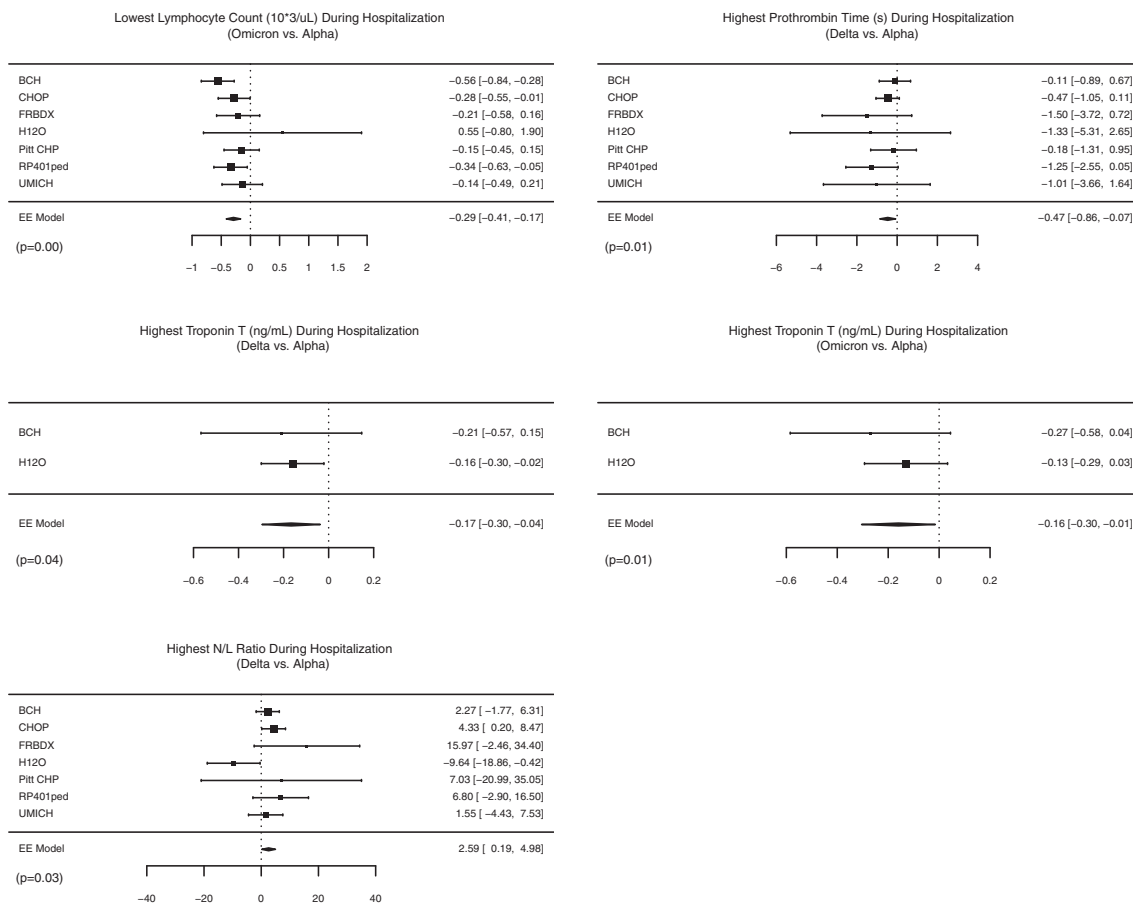 Lowest Lymphocyte Count (10*3/uL) During Hospitalization
(Omicron vs. Alpha)
BCH −0.56 [−0.84, −0.28]
CHOP −0.28 [−0.55, −0.01]
FRBDX −0.21 [−0.58, 0.16]
H12O 0.55 [−0.80, 1.90]
Pitt CHP −0.15 [−0.45, 0.15]
RP401ped −0.34 [−0.63, −0.05]
UMICH −0.14 [−0.49, 0.21]
EE Model −0.29 [−0.41, −0.17]
(p=0.00)
−1 −0.5 0 0.5 1 1.5 2
Highest Prothrombin Time (s) During Hospitalization
(Delta vs. Alpha)
BCH −0.11 [−0.89, 0.67]
CHOP −0.47 [−1.05, 0.11]
FRBDX −1.50 [−3.72, 0.72]
H12O −1.33 [−5.31, 2.65]
Pitt CHP −0.18 [−1.31, 0.95]
RP401ped −1.25 [−2.55, 0.05]
UMICH −1.01 [−3.66, 1.64]
EE Model −0.47 [−0.86, −0.07]
(p=0.01)
−6 −4 −2 0 2 4
Highest Troponin T (ng/mL) During Hospitalization
(Delta vs. Alpha)
BCH −0.21 [−0.57, 0.15]
H12O −0.16 [−0.30, −0.02]
EE Model −0.17 [−0.30, −0.04]
(p=0.04)
−0.6 −0.4 −0.2 0 0.2
Highest Troponin T (ng/mL) During Hospitalization
(Omicron vs. Alpha)
BCH −0.27 [−0.58, 0.04]
H12O −0.13 [−0.29, 0.03]
EE Model −0.16 [−0.30, −0.01]
(p=0.01)
−0.6 −0.4 −0.2 0 0.2
Highest N/L Ratio During Hospitalization
(Delta vs. Alpha)
BCH 2.27 [ −1.77, 6.31]
CHOP 4.33 [ 0.20, 8.47]
FRBDX 15.97 [ −2.46, 34.40]
H12O −9.64 [−18.86, −0.42]
Pitt CHP 7.03 [−20.99, 35.05]
RP401ped 6.80 [ −2.90, 16.50]
UMICH 1.55 [ −4.43, 7.53]
EE Model 2.59 [ 0.19, 4.98]
(p=0.03)
−40 −20 0 20 40